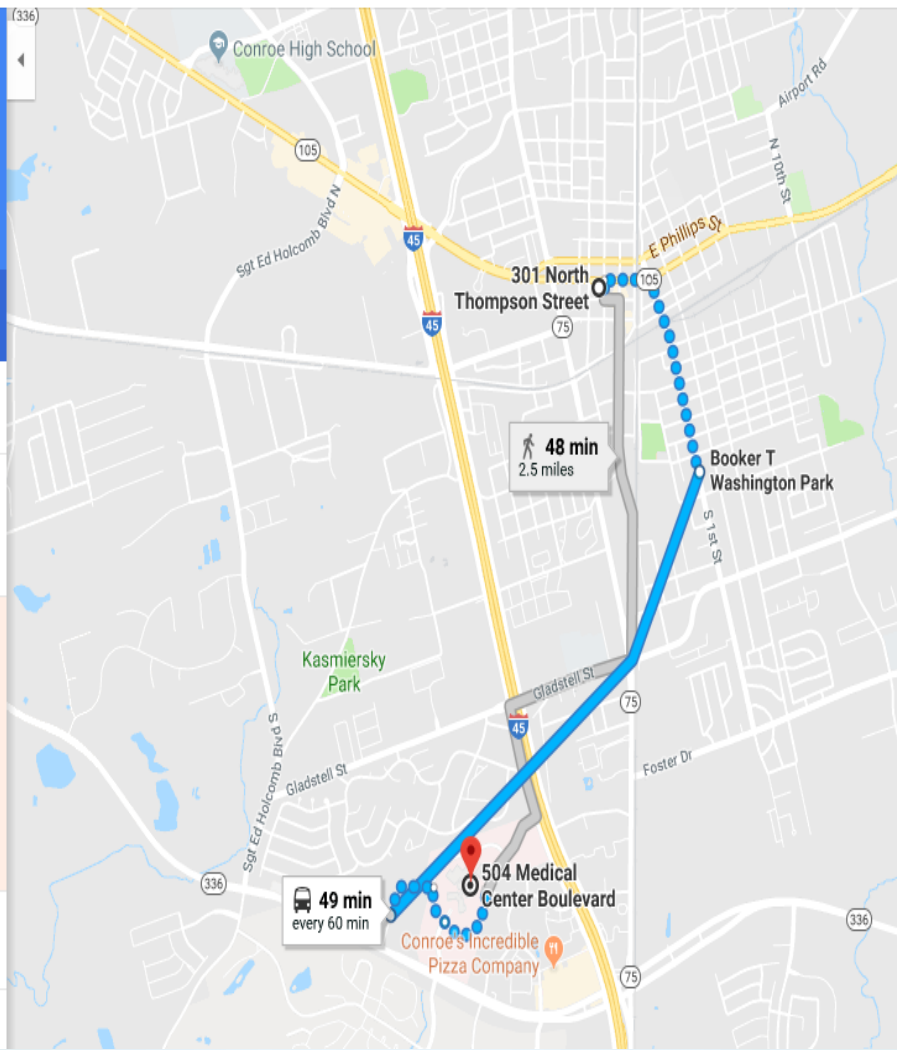 (336)
Conroe High School
Airport Rd
105
N 10th St
Sgt Ed Holcomb Blvd N
45
E Phillips St
301 North
Thompson Street
105
45
75
48 min
2.5 miles
Booker T
Washington Park
S 1st St
Kasmiersky
Park
Gladstell St
75
45
S Sgt Ed Holcomb Blvd
Foster Dr
Gladstell St
504 Medical
Center Boulevard
336
49 min
every 60 min
336
Conroe's Incredible
Pizza Company
75